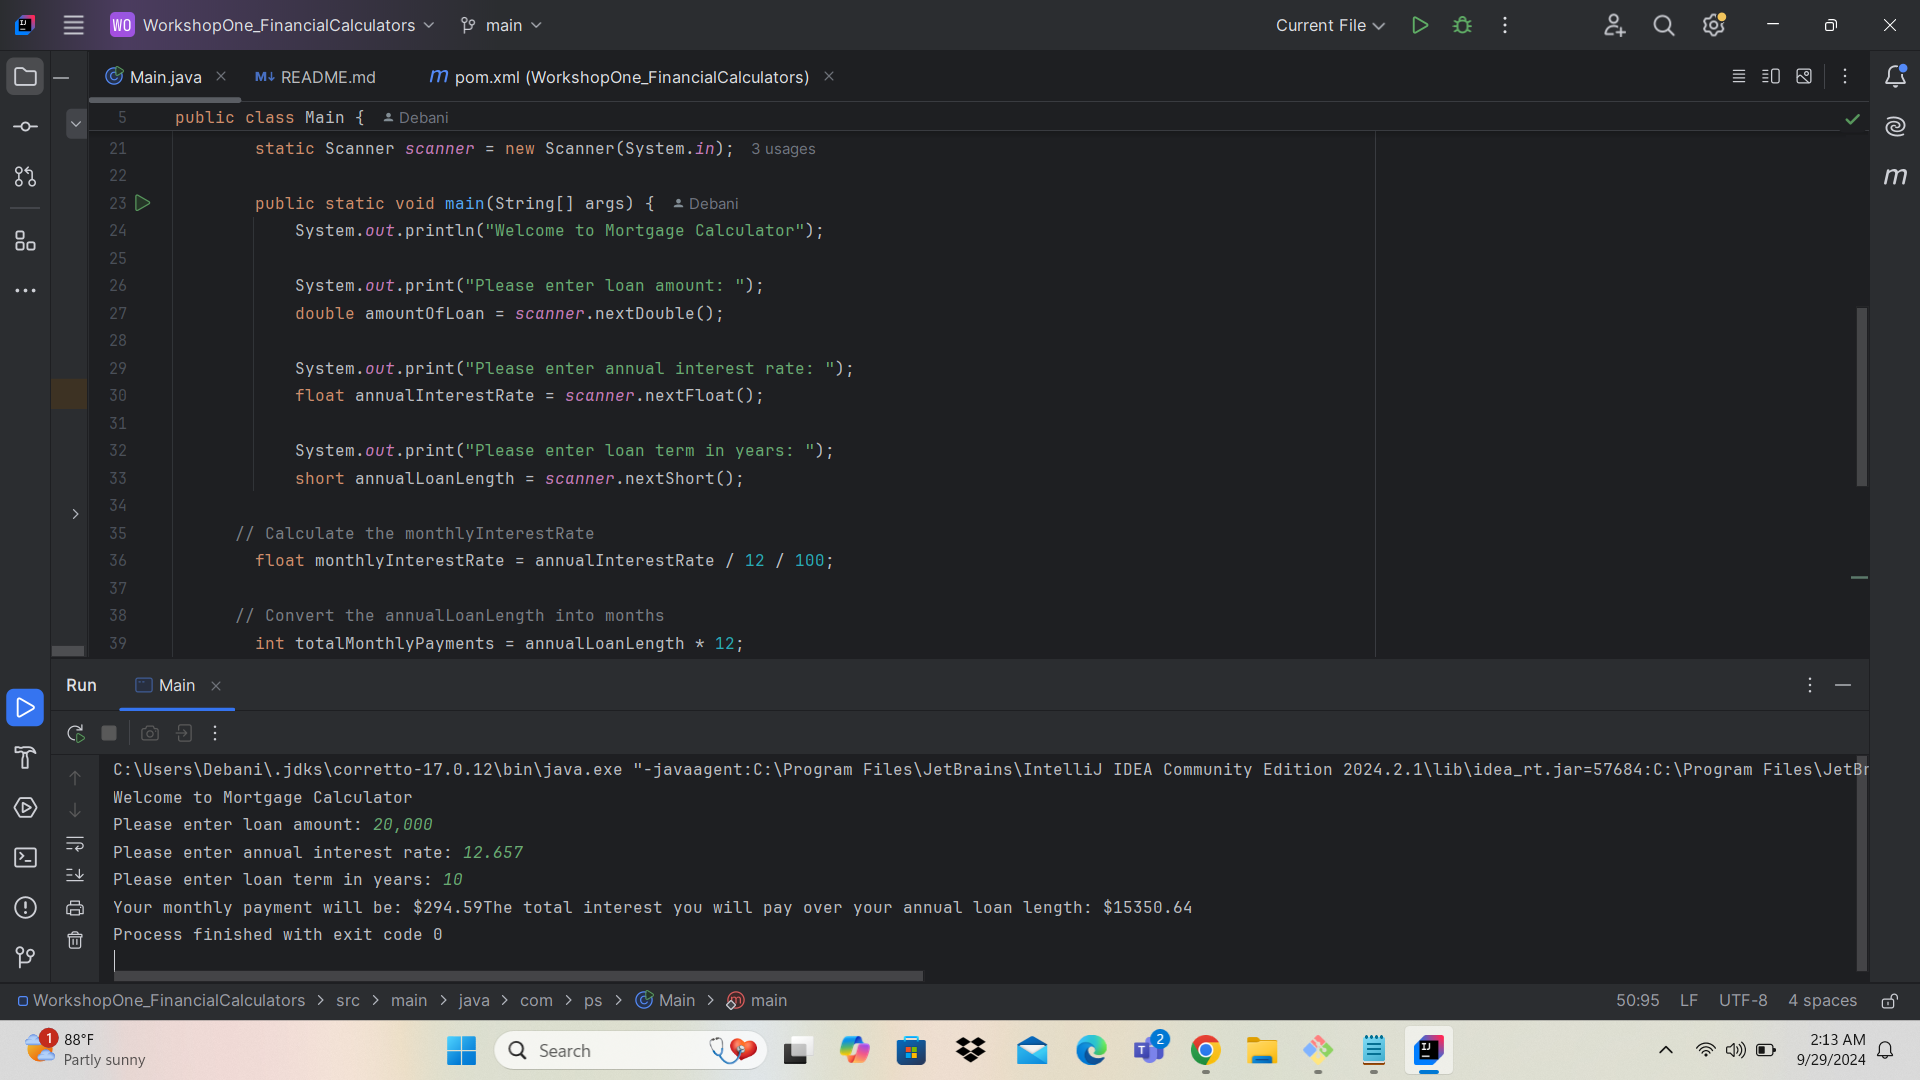 WO WorkshopOne_FinancialCalculators main Current File
Main.java README.md pom.xml (WorkshopOne_FinancialCalculators)
5 public class Main { Debani
21 static Scanner scanner = new Scanner(System.in); 3 usages
22
23 public static void main(String[] args) { Debani
24 System.out.println("Welcome to Mortgage Calculator");
25
26 System.out.print("Please enter loan amount: ");
27 double amountOfLoan = scanner.nextDouble();
28
29 System.out.print("Please enter annual interest rate: ");
30 float annualInterestRate = scanner.nextFloat();
31
32 System.out.print("Please enter loan term in years: ");
33 short annualLoanLength = scanner.nextShort();
34
35 // Calculate the monthlyInterestRate
36 float monthlyInterestRate = annualInterestRate / 12 / 100;
37
38 // Convert the annualLoanLength into months
39 int totalMonthlyPayments = annualLoanLength * 12;
Run Main
C:\Users\Debani\.jdks\corretto-17.0.12\bin\java.exe "-javaagent:C:\Program Files\JetBrains\IntelliJ IDEA Community Edition 2024.2.1\lib\idea_rt.jar=57684:C:\Program Files\JetBr
Welcome to Mortgage Calculator
Please enter loan amount: 20,000
Please enter annual interest rate: 12.657
Please enter loan term in years: 10
Your monthly payment will be: $294.59The total interest you will pay over your annual loan length: $15350.64
Process finished with exit code 0
WorkshopOne_FinancialCalculators > src > main > java > com > ps > Main > main 50:95 LF UTF-8 4 spaces
1 88°F Search 2 2:13 AM
Partly sunny 9/29/2024